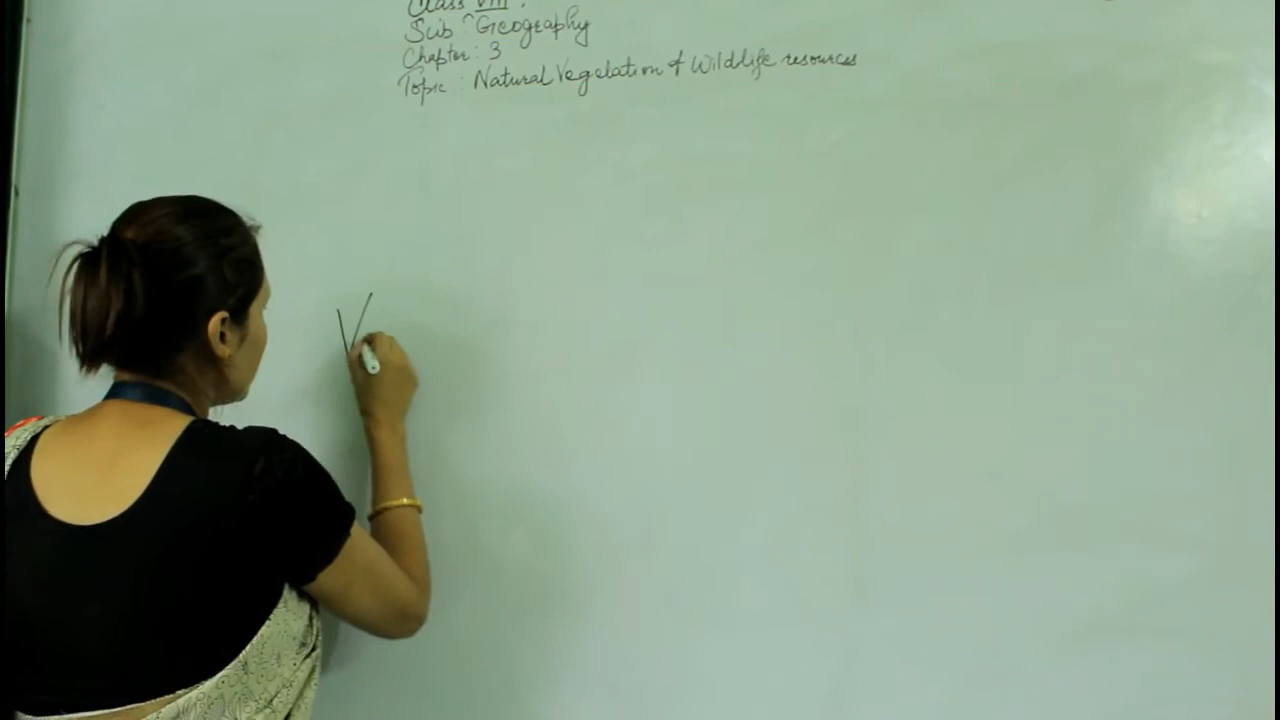 Class VIII.
Sub : Geography
Chapter : 3
Topic : Natural Vegetation & Wildlife resources
V